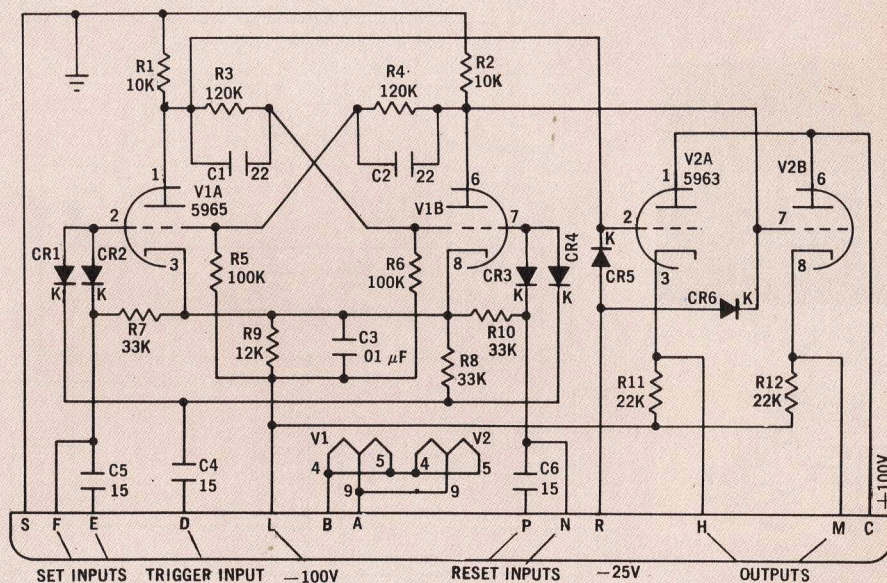 R1
10K
R3
120K
R4
120K
R2
10K
C1
22
C2
22
1
V1A
5965
2
3
6
V1B
7
8
1
V2A
5963
2
3
V2B
6
7
8
CR1
K
CR2
K
CR3
K
CR4
K
K
CR5
CR6
K
R5
100K
R6
100K
R7
33K
R9
12K
C3
01 µF
R10
33K
R8
33K
R11
22K
R12
22K
C5
15
C4
15
V1
4
5
9
V2
4
5
9
C6
15
+100V
S F E D L B A P N R H M C
SET INPUTS TRIGGER INPUT -100V RESET INPUTS -25V OUTPUTS